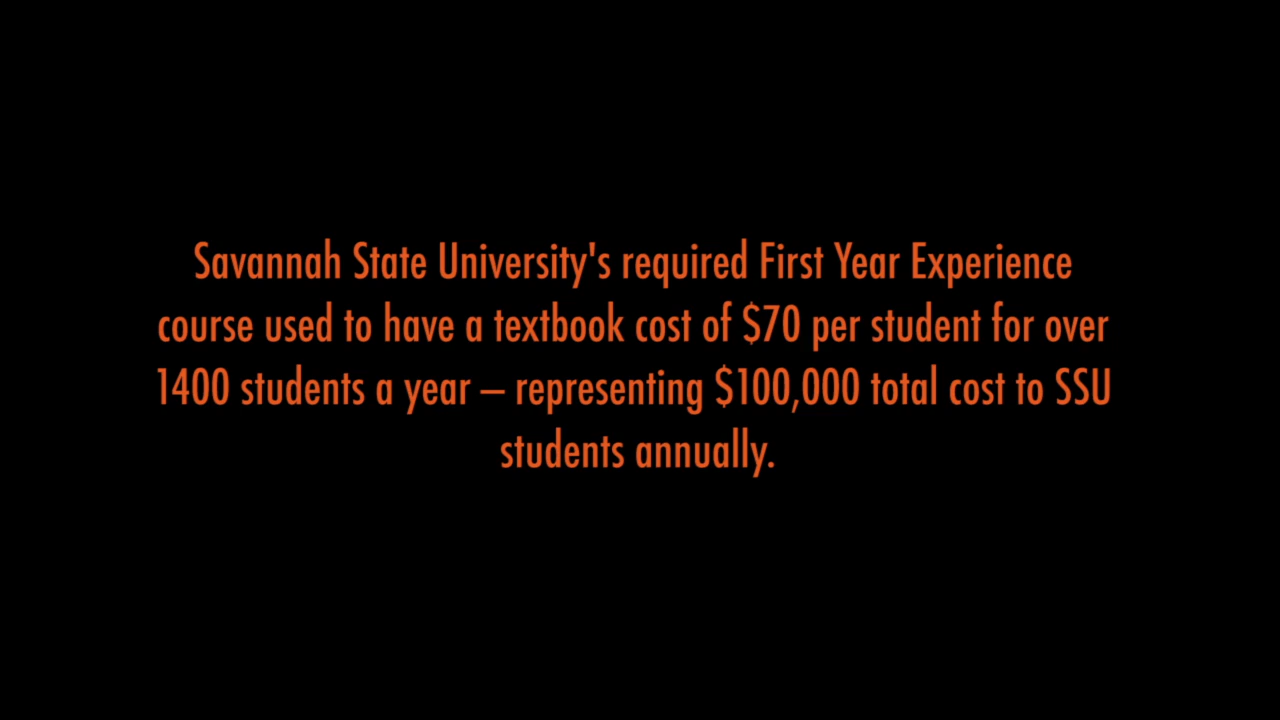 Savannah State University's required First Year Experience
course used to have a textbook cost of $70 per student for over
1400 students a year – representing $100,000 total cost to SSU
students annually.